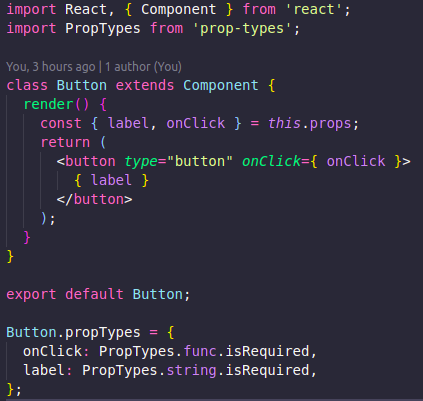 import React, { Component } from 'react';
import PropTypes from 'prop-types';
You, 3 hours ago | 1 author (You)
class Button extends Component {
  render() {
    const { label, onClick } = this.props;
    return (
      <button type="button" onClick={ onClick }>
        { label }
      </button>
    );
  }
}

export default Button;

Button.propTypes = {
  onClick: PropTypes.func.isRequired,
  label: PropTypes.string.isRequired,
};